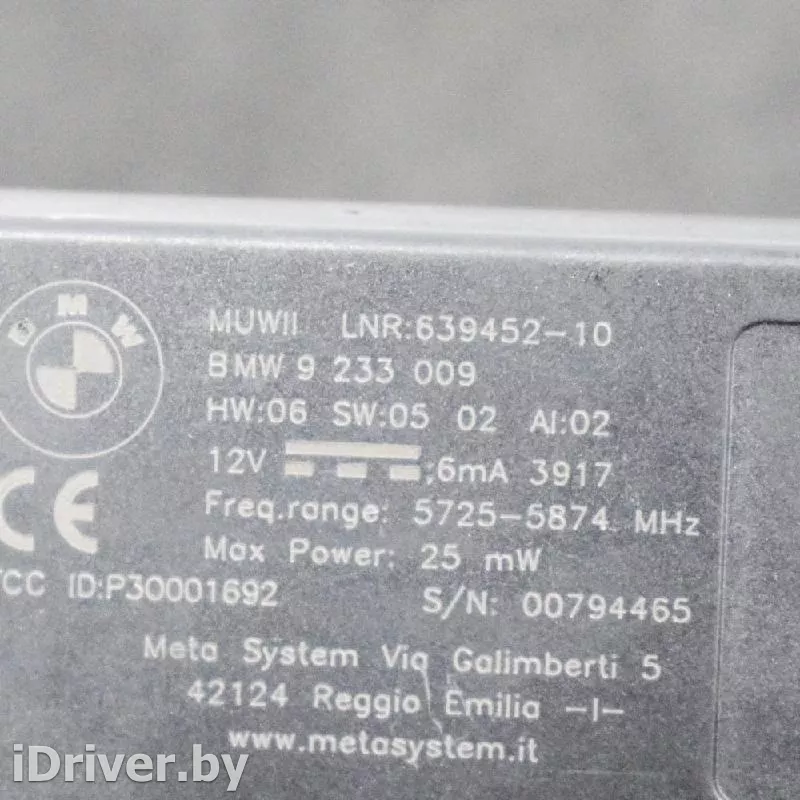 BMW
MUWII LNR:639452-10
BMW 9 233 009
HW:06 SW:05 02 AI:02
12V ;6mA 3917
Freq.range: 5725-5874 MHz
Max Power: 25 mW
CE
CC ID:P30001692 S/N: 00794465
Meta System Via Galimberti 5
42124 Reggio Emilia -I-
www.metasystem.it
iDriver.by